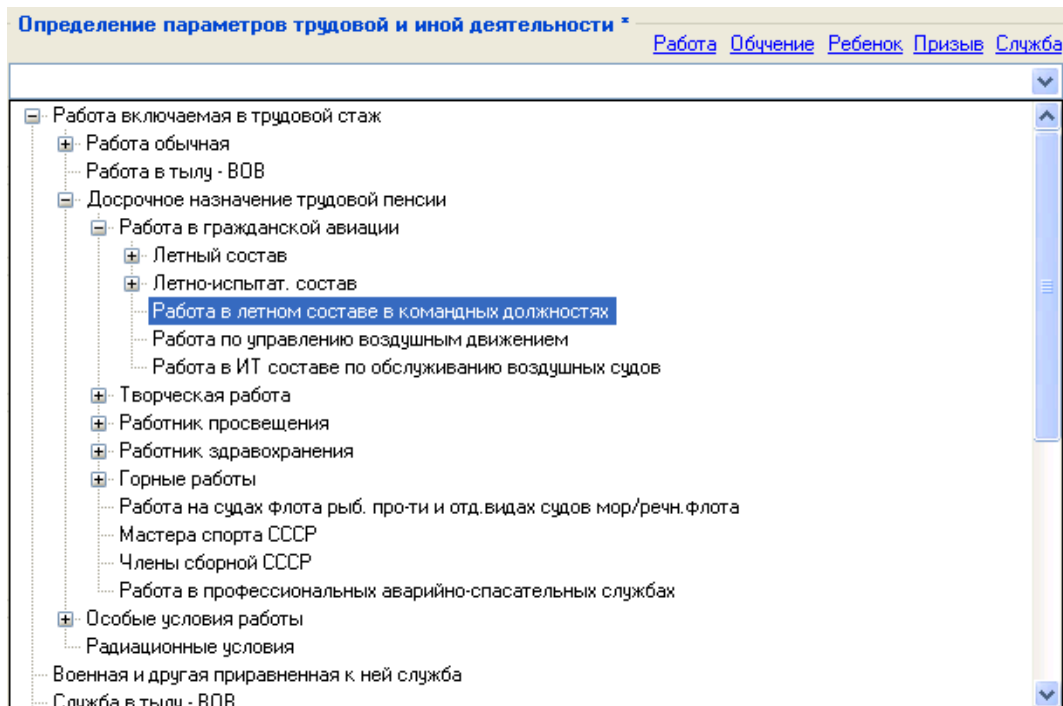 Определение параметров трудовой и иной деятельности *
Работа Обучение Ребенок Призыв Служба
Работа включаемая в трудовой стаж
Работа обычная
Работа в тылу - ВОВ
Досрочное назначение трудовой пенсии
Работа в гражданской авиации
Летный состав
Летно-испытат. состав
Работа в летном составе в командных должностях
Работа по управлению воздушным движением
Работа в ИТ составе по обслуживанию воздушных судов
Творческая работа
Работник просвещения
Работник здравохранения
Горные работы
Работа на судах флота рыб. про-ти и отд.видах судов мор/речн.флота
Мастера спорта СССР
Члены сборной СССР
Работа в профессиональных аварийно-спасательных службах
Особые условия работы
Радиационные условия
Военная и другая приравненная к ней служба
Служба в тылу - ВОВ